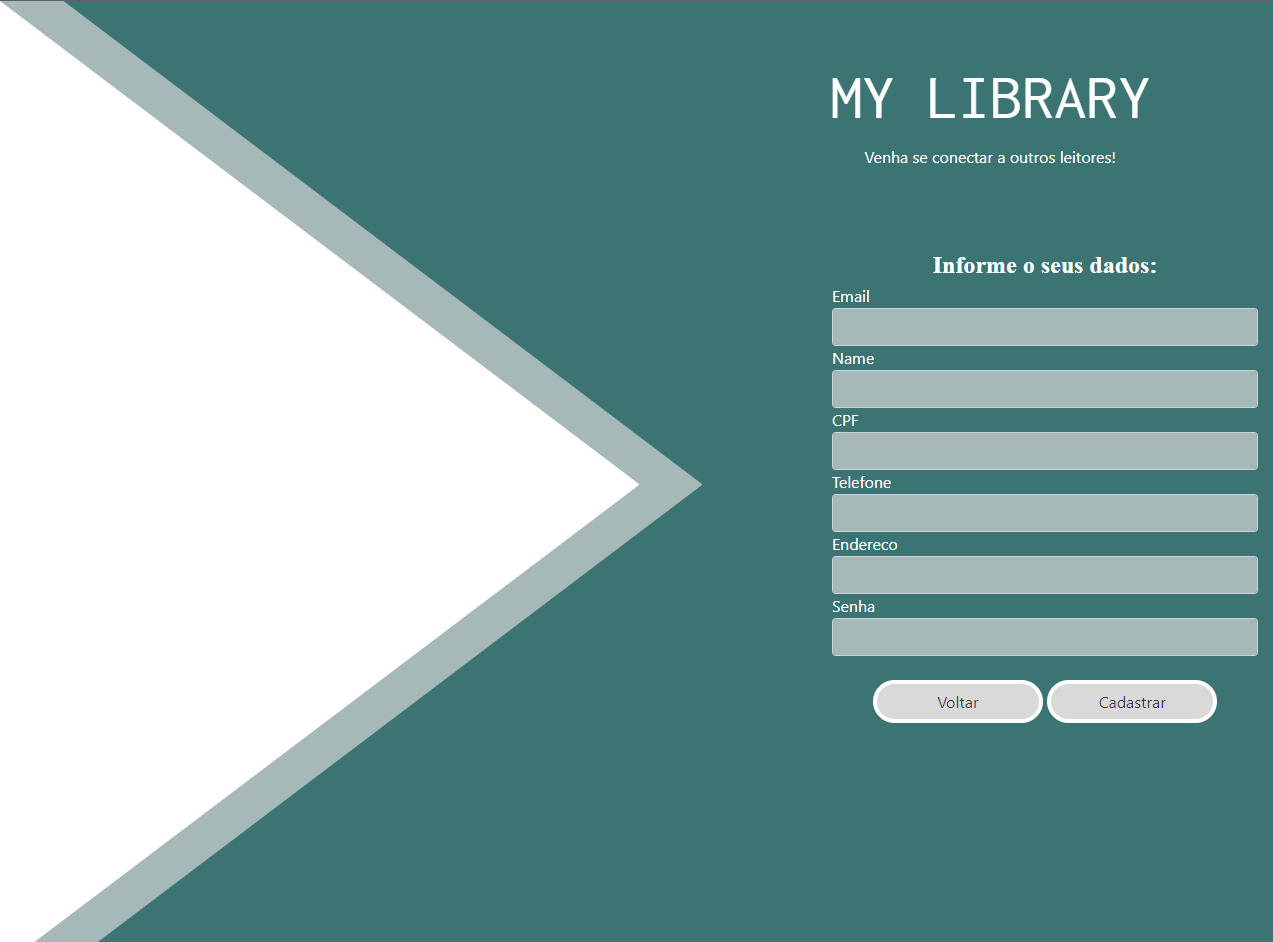 MY LIBRARY
Venha se conectar a outros leitores!
Informe o seus dados:
Email
Name
CPF
Telefone
Endereco
Senha
Voltar Cadastrar